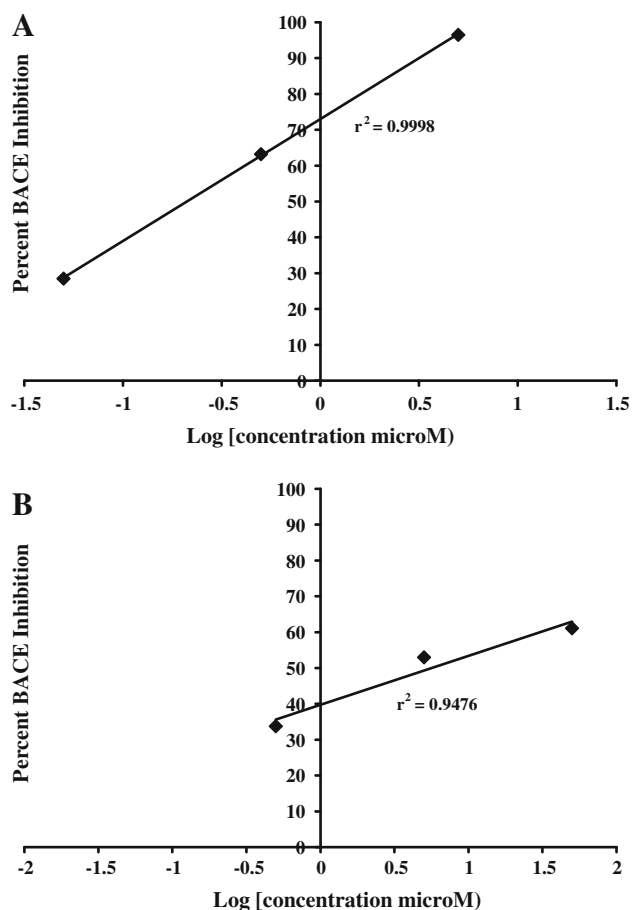 A
Percent BACE Inhibition
100
90
80
70
60
50
40
30
20
10
0
r² = 0.9998
-1.5 -1 -0.5 0 0.5 1 1.5
Log [concentration microM)
B
Percent BACE Inhibition
100
90
80
70
60
50
40
30
20
10
0
r² = 0.9476
-2 -1.5 -1 -0.5 0 0.5 1 1.5 2
Log [concentration microM)